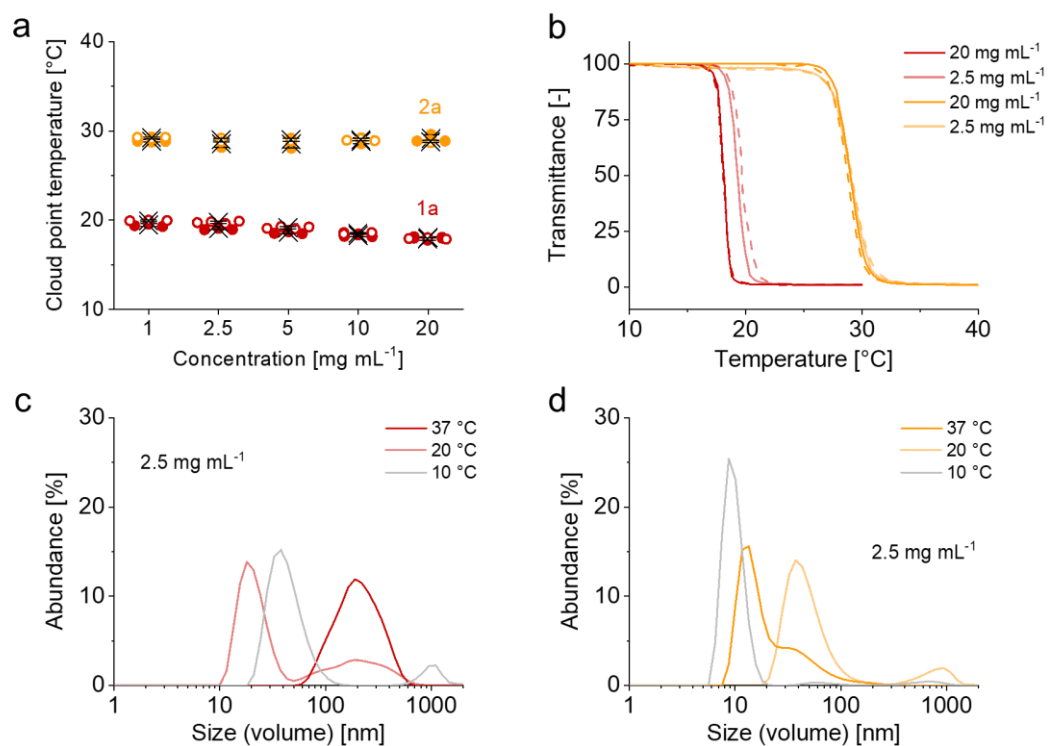 a
Cloud point temperature [°C]
40
30
20
10
2a
1a
1
2.5
5
10
20
Concentration [mg mL⁻¹]
b
Transmittance [-]
100
75
50
25
0
20 mg mL⁻¹
2.5 mg mL⁻¹
20 mg mL⁻¹
2.5 mg mL⁻¹
10
20
30
40
Temperature [°C]
c
Abundance [%]
30
20
10
0
2.5 mg mL⁻¹
37 °C
20 °C
10 °C
1
10
100
1000
Size (volume) [nm]
d
Abundance [%]
30
20
10
0
37 °C
20 °C
10 °C
2.5 mg mL⁻¹
1
10
100
1000
Size (volume) [nm]